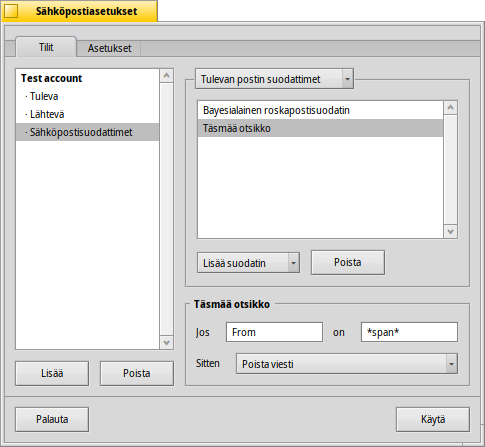 Sähköpostiasetukset
Tilit
Asetukset
Test account
· Tuleva
· Lähtevä
· Sähköpostisuodattimet
Lisää
Poista
Tulevan postin suodattimet
Bayesialainen roskapostisuodatin
Täsmää otsikko
Lisää suodatin
Poista
Täsmää otsikko
Jos From on *span*
Sitten Poista viesti
Palauta
Käytä